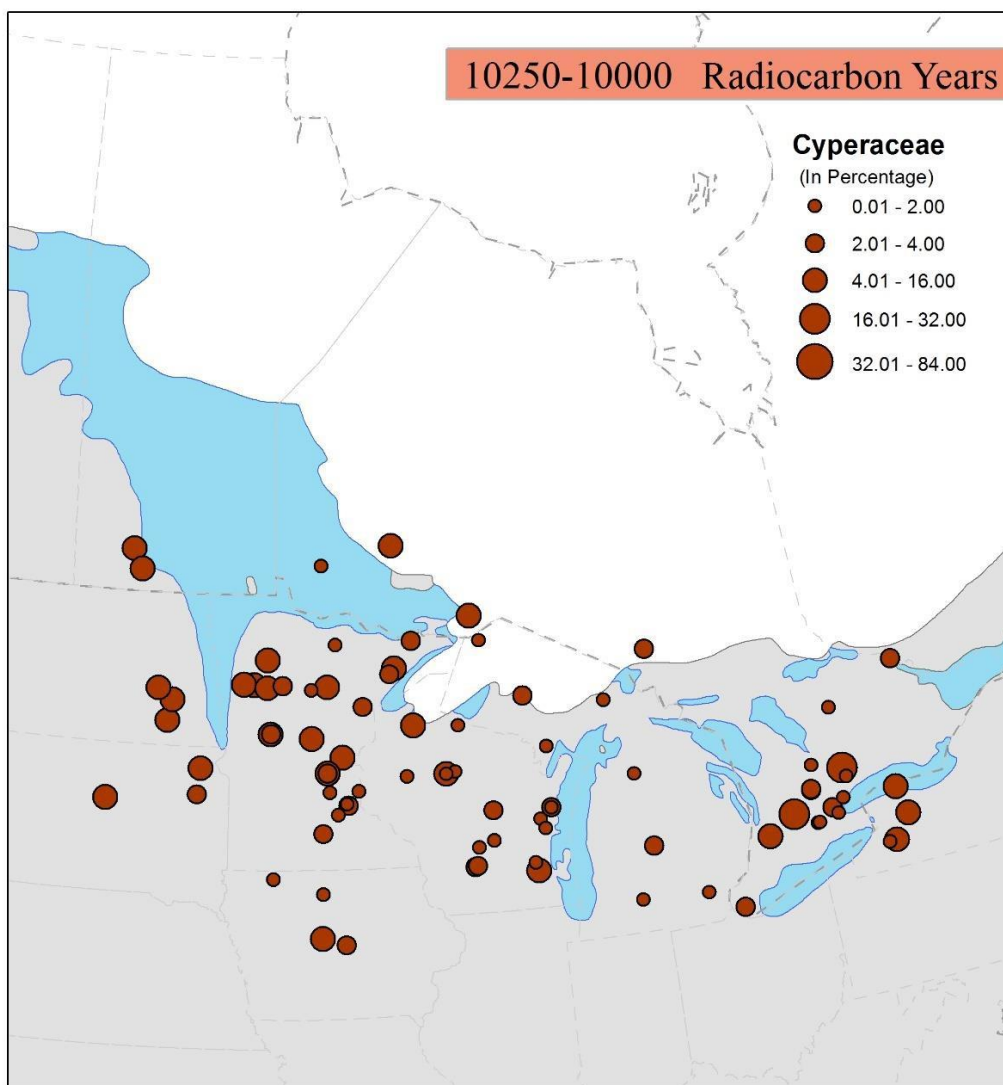 10250-10000 Radiocarbon Years
Cyperaceae
(In Percentage)
0.01 - 2.00
2.01 - 4.00
4.01 - 16.00
16.01 - 32.00
32.01 - 84.00